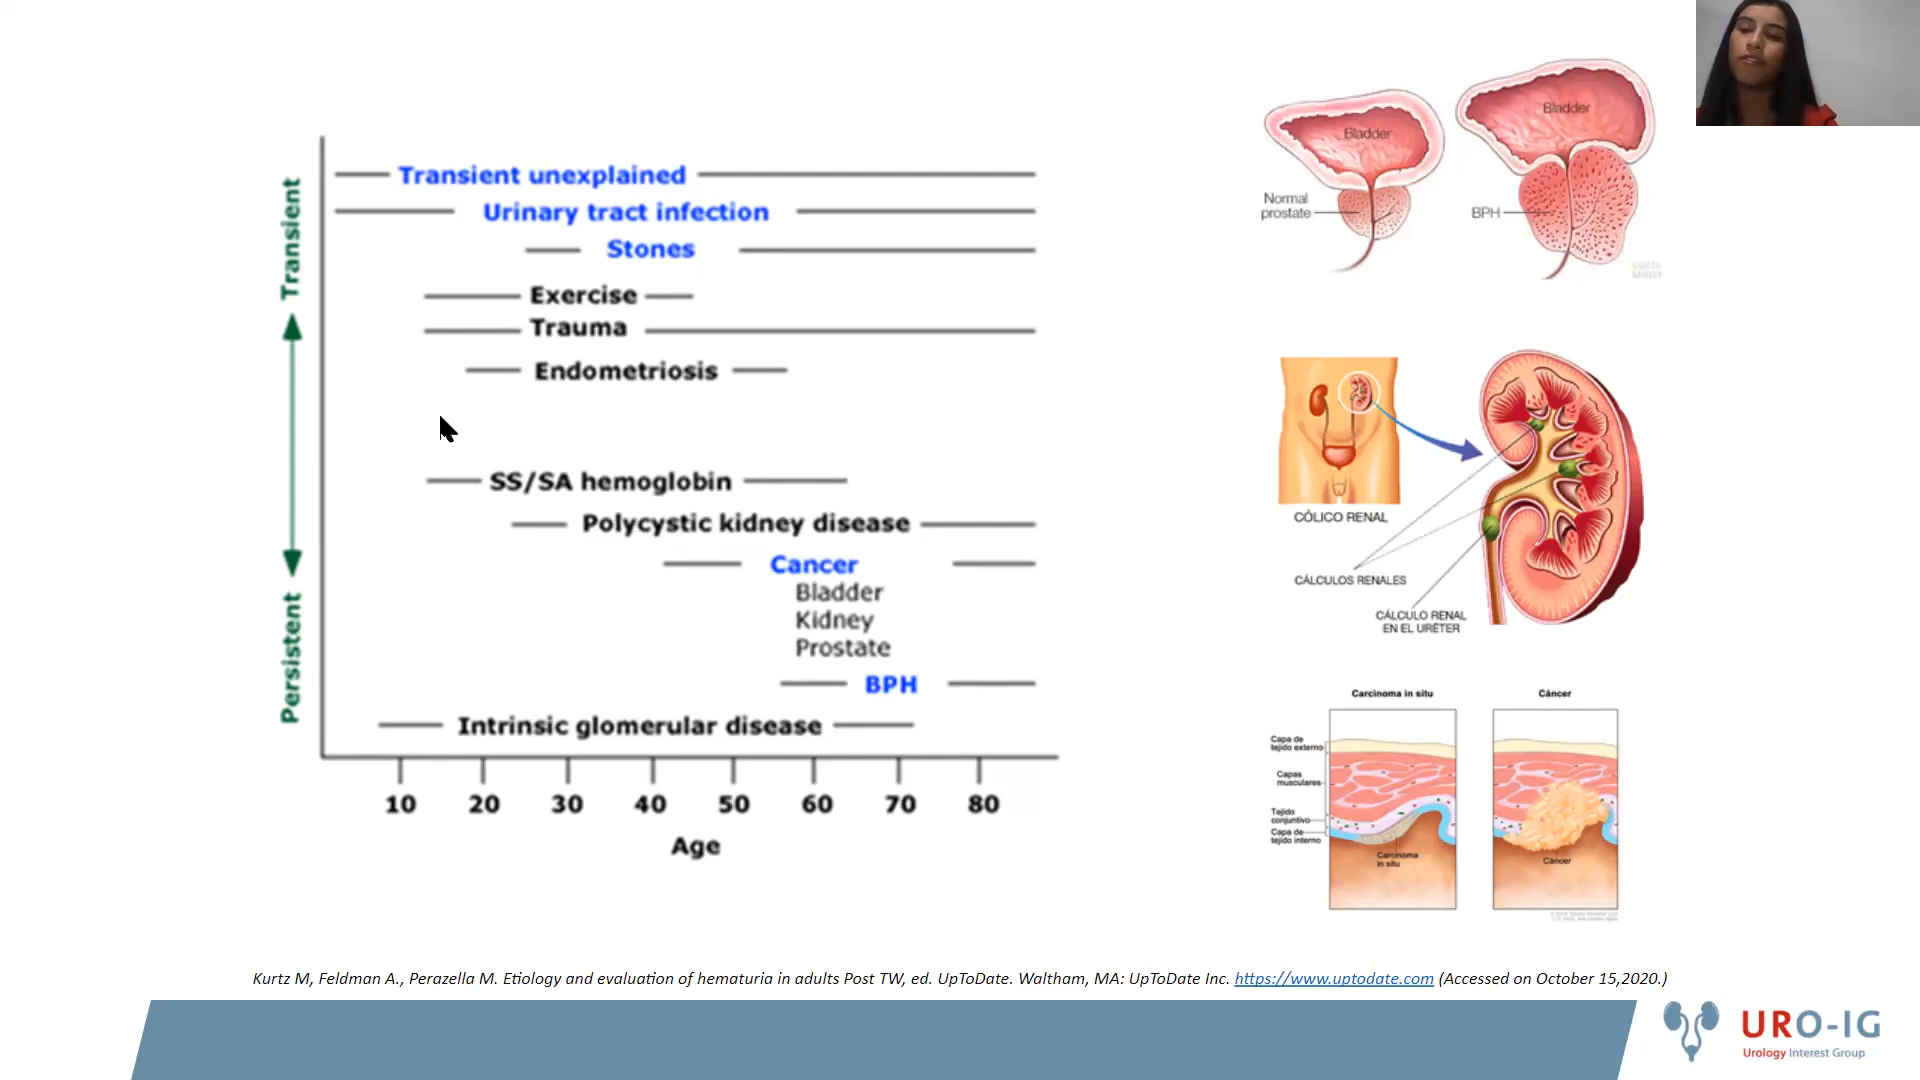 Transient
Persistent
Transient unexplained
Urinary tract infection
Stones
Exercise
Trauma
Endometriosis
SS/SA hemoglobin
Polycystic kidney disease
Cancer
Bladder
Kidney
Prostate
BPH
Intrinsic glomerular disease
10 20 30 40 50 60 70 80
Age
Bladder
Normal
prostate
Bladder
BPH
CÓLICO RENAL
CÁLCULOS RENALES
CÁLCULO RENAL
EN EL URÉTER
Carcinoma in situ
Capa de
tejido externo
Capas
musculares
Tejido
conjuntivo
Capa de
tejido interno
Carcinoma
in situ
Cáncer
Cáncer
Kurtz M, Feldman A., Perazella M. Etiology and evaluation of hematuria in adults Post TW, ed. UpToDate. Waltham, MA: UpToDate Inc. https://www.uptodate.com (Accessed on October 15,2020.)
URO-IG
Urology Interest Group